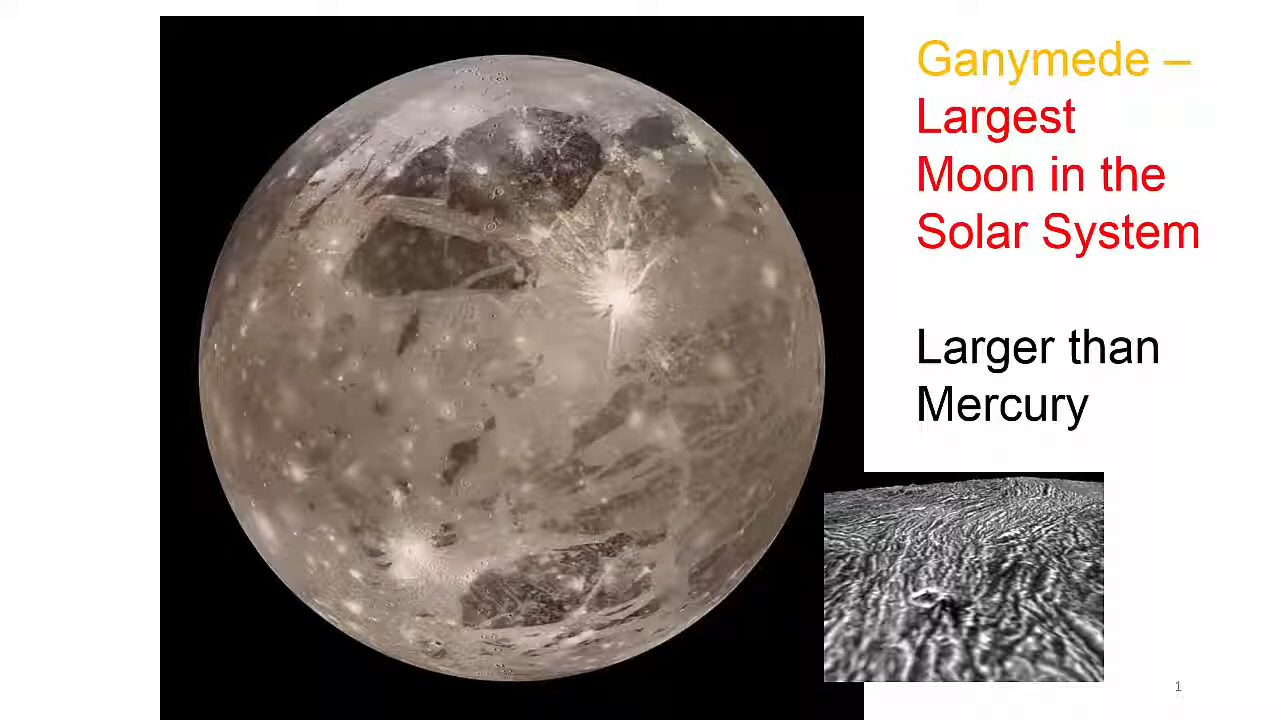 Ganymede –
Largest
Moon in the
Solar System
Larger than
Mercury
1